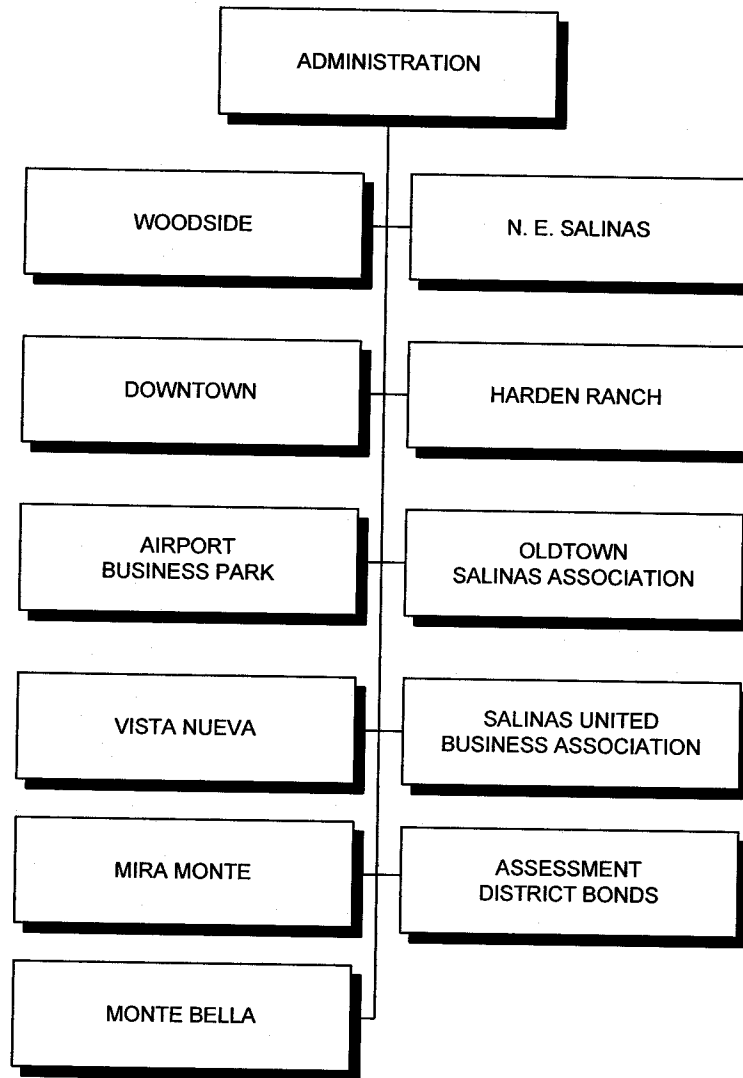 ADMINISTRATION
WOODSIDE
N. E. SALINAS
DOWNTOWN
HARDEN RANCH
AIRPORT
BUSINESS PARK
OLDTOWN
SALINAS ASSOCIATION
VISTA NUEVA
SALINAS UNITED
BUSINESS ASSOCIATION
MIRA MONTE
ASSESSMENT
DISTRICT BONDS
MONTE BELLA